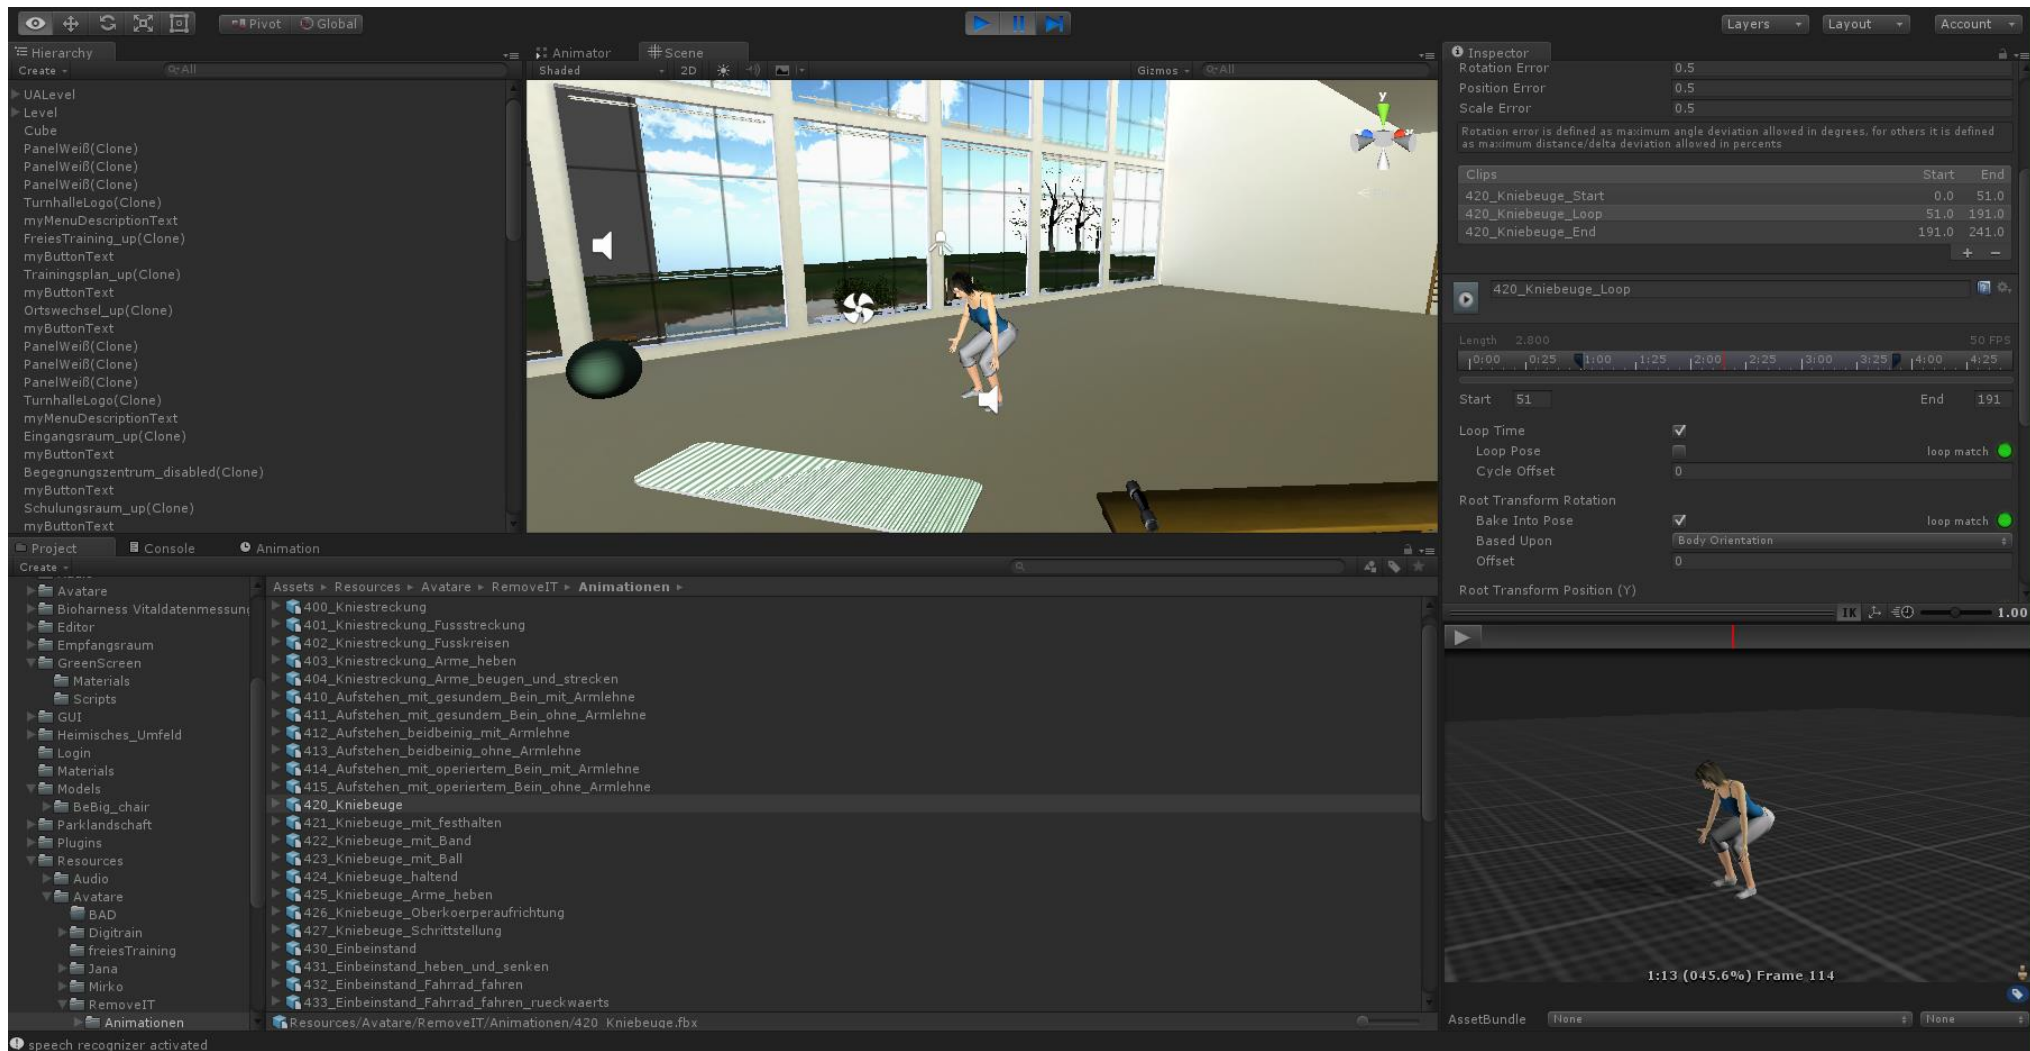 Pivot Global Layers Layout Account
Hierarchy
Create All
UALevel
Level
Cube
PanelWeiß(Clone)
PanelWeiß(Clone)
PanelWeiß(Clone)
TurnhalleLogo(Clone)
myMenuDescriptionText
FreiesTraining_up(Clone)
myButtonText
Trainingsplan_up(Clone)
myButtonText
Ortswechsel_up(Clone)
myButtonText
PanelWeiß(Clone)
PanelWeiß(Clone)
PanelWeiß(Clone)
TurnhalleLogo(Clone)
myMenuDescriptionText
Eingangsraum_up(Clone)
myButtonText
Begegnungszentrum_disabled(Clone)
myButtonText
Schulungsraum_up(Clone)
myButtonText
Animator Scene
Shaded 2D Gizmos All
y
x
Inspector
Rotation Error 0.5
Position Error 0.5
Scale Error 0.5
Rotation error is defined as maximum angle deviation allowed in degrees, for others it is defined
as maximum distance/delta deviation allowed in percents
Clips Start End
420_Kniebeuge_Start 0.0 51.0
420_Kniebeuge_Loop 51.0 191.0
420_Kniebeuge_End 191.0 241.0
+ −
420_Kniebeuge_Loop
Length 2.800 50 FPS
0:00 0:25 1:00 1:25 2:00 2:25 3:00 3:25 4:00 4:25
Start 51 End 191
Loop Time
Loop Pose loop match
Cycle Offset 0
Root Transform Rotation
Bake Into Pose loop match
Based Upon Body Orientation
Offset 0
Root Transform Position (Y)
IK 1.00
1:13 (045.6%) Frame 114
AssetBundle None None
Project Console Animation
Create
Avatare
Bioharness Vitaldatenmessung
Editor
Empfangsraum
GreenScreen
Materials
Scripts
GUI
Heimisches_Umfeld
Login
Materials
Models
BeBig_chair
Parklandschaft
Plugins
Resources
Audio
Avatare
BAD
Digitrain
freiesTraining
Jana
Mirko
RemoveIT
Animationen
Assets ▸ Resources ▸ Avatare ▸ RemoveIT ▸ Animationen ▸
400_Kniestreckung
401_Kniestreckung_Fussstreckung
402_Kniestreckung_Fusskreisen
403_Kniestreckung_Arme_heben
404_Kniestreckung_Arme_beugen_und_strecken
410_Aufstehen_mit_gesundem_Bein_mit_Armlehne
411_Aufstehen_mit_gesundem_Bein_ohne_Armlehne
412_Aufstehen_beidbeinig_mit_Armlehne
413_Aufstehen_beidbeinig_ohne_Armlehne
414_Aufstehen_mit_operiertem_Bein_mit_Armlehne
415_Aufstehen_mit_operiertem_Bein_ohne_Armlehne
420_Kniebeuge
421_Kniebeuge_mit_festhalten
422_Kniebeuge_mit_Band
423_Kniebeuge_mit_Ball
424_Kniebeuge_haltend
425_Kniebeuge_Arme_heben
426_Kniebeuge_Oberkoerperaufrichtung
427_Kniebeuge_Schrittstellung
430_Einbeinstand
431_Einbeinstand_heben_und_senken
432_Einbeinstand_Fahrrad_fahren
433_Einbeinstand_Fahrrad_fahren_rueckwaerts
Resources/Avatare/RemoveIT/Animationen/420_Kniebeuge.fbx
speech recognizer activated